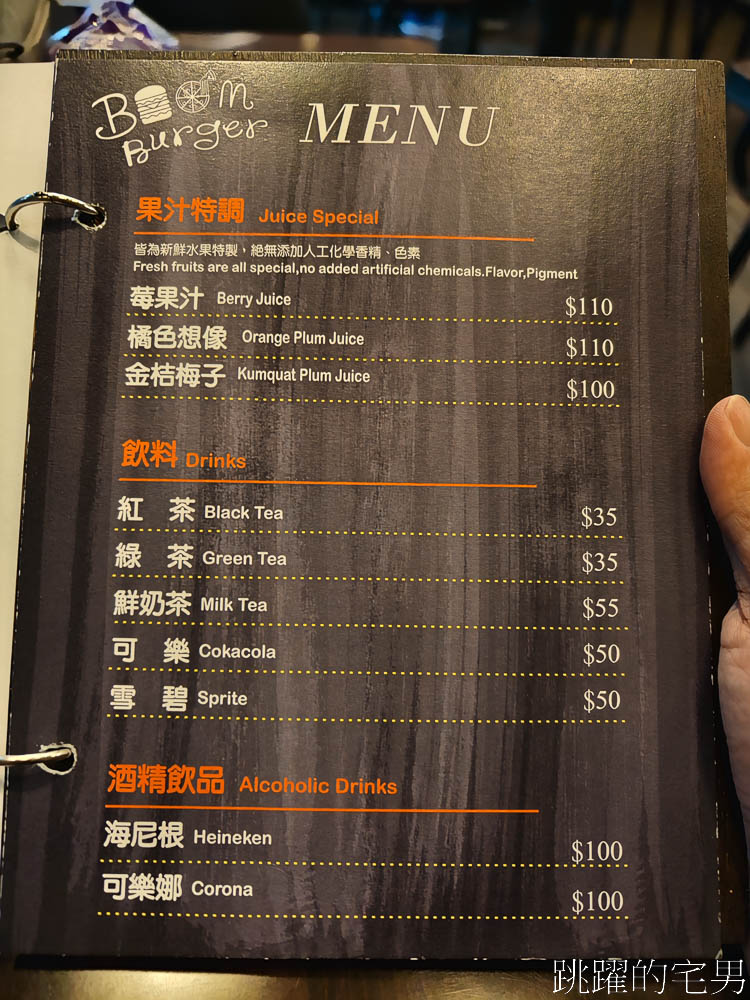 BOOM Burger MENU
果汁特調 Juice Special
皆為新鮮水果特製，絕無添加人工化學香精、色素
Fresh fruits are all special,no added artificial chemicals.Flavor,Pigment
莓果汁 Berry Juice $110
橘色想像 Orange Plum Juice $110
金桔梅子 Kumquat Plum Juice $100
飲料 Drinks
紅 茶 Black Tea $35
綠 茶 Green Tea $35
鮮奶茶 Milk Tea $55
可 樂 Cokacola $50
雪 碧 Sprite $50
酒精飲品 Alcoholic Drinks
海尼根 Heineken $100
可樂娜 Corona $100
跳躍的宅男